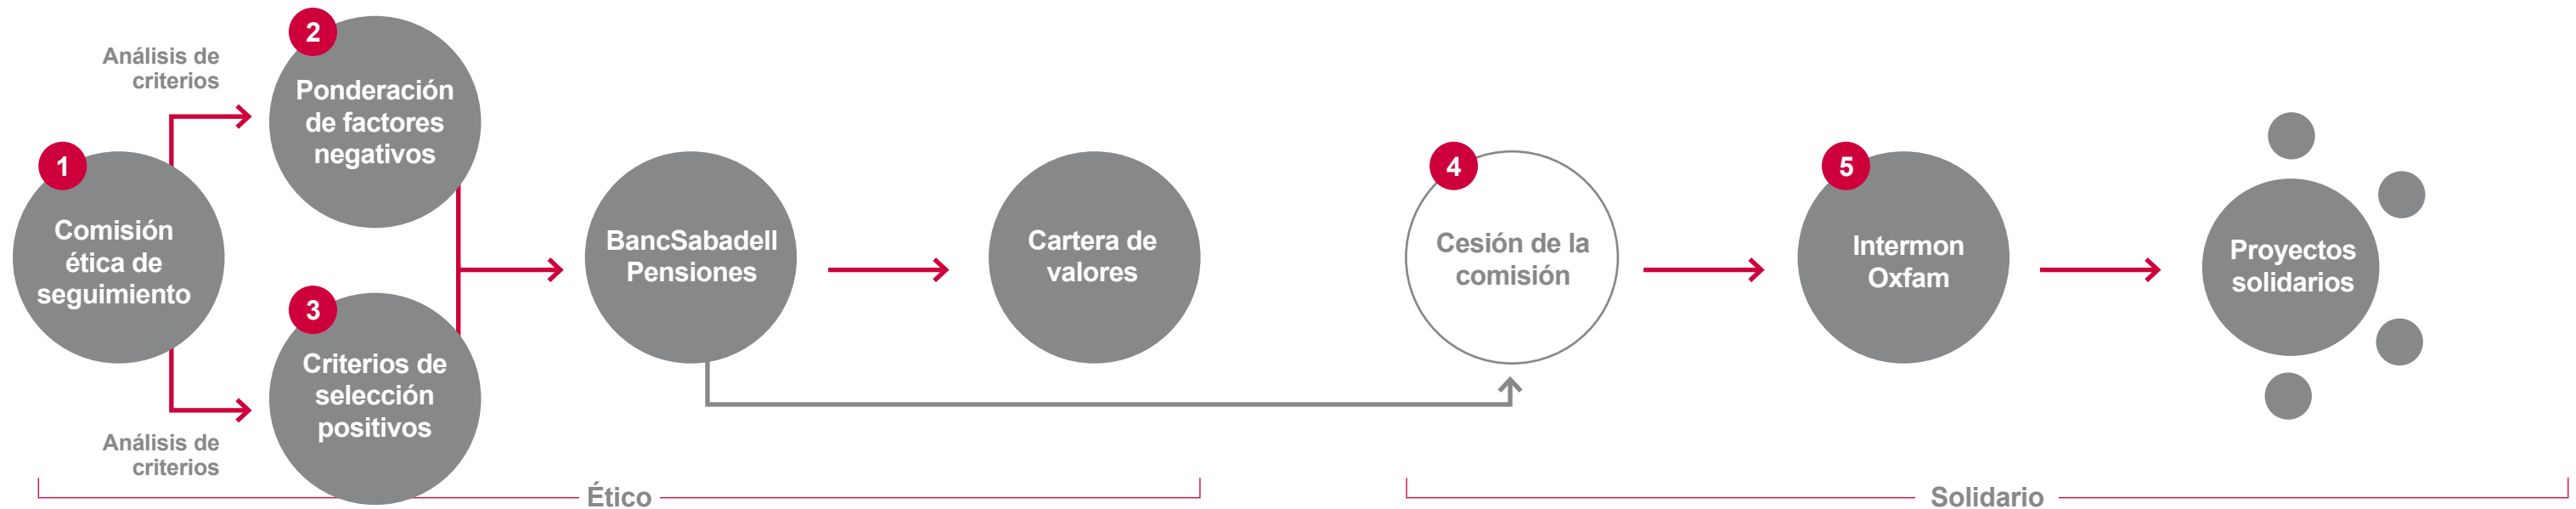 1
Comisión
ética de
seguimiento
Análisis de
criterios
2
Ponderación
de factores
negativos
Análisis de
criterios
3
Criterios de
selección
positivos
BancSabadell
Pensiones
Cartera de
valores
Ético
4
Cesión de la
comisión
5
Intermon
Oxfam
Proyectos
solidarios
Solidario